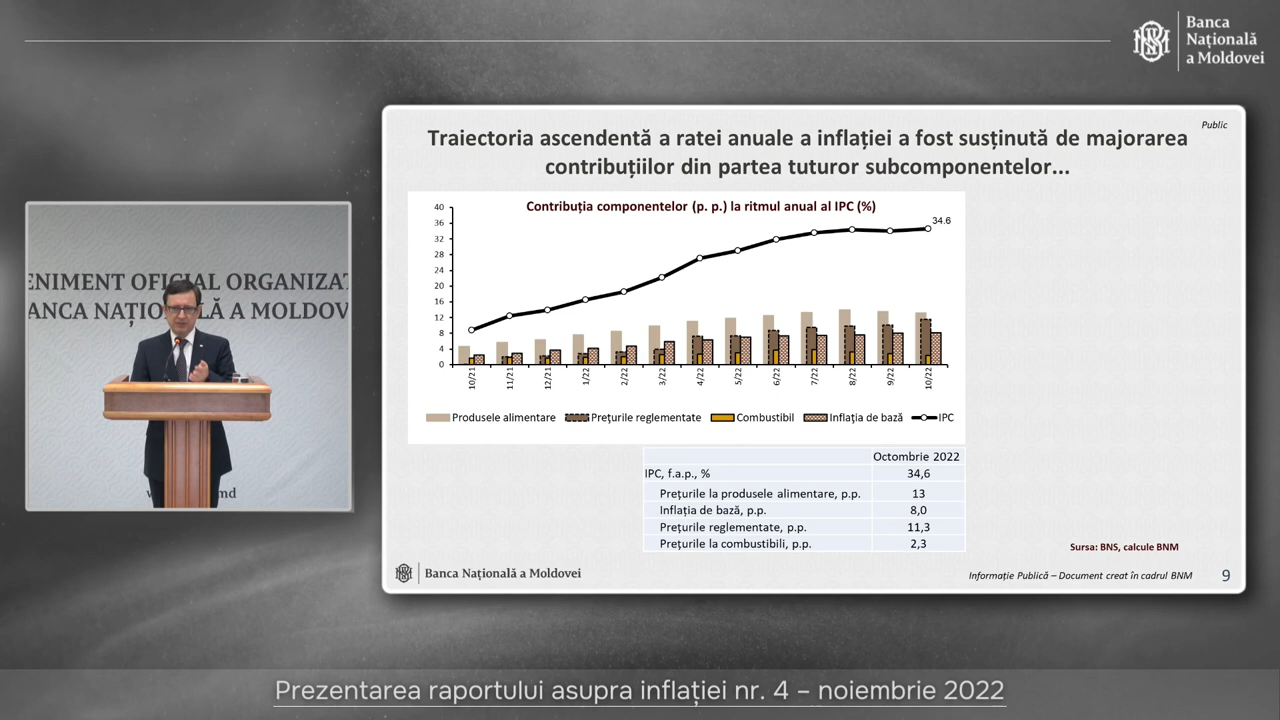 Banca
Națională
a Moldovei
Public
Traiectoria ascendentă a ratei anuale a inflației a fost susținută de majorarea
contribuțiilor din partea tuturor subcomponentelor...
Contribuția componentelor (p. p.) la ritmul anual al IPC (%)
40
36
32
28
24
20
16
12
8
4
0
34.6
10/21
11/21
12/21
1/22
2/22
3/22
4/22
5/22
6/22
7/22
8/22
9/22
10/22
Produsele alimentare
Prețurile reglementate
Combustibil
Inflația de bază
IPC
Octombrie 2022
IPC, f.a.p., % 34,6
Prețurile la produsele alimentare, p.p. 13
Inflația de bază, p.p. 8,0
Prețurile reglementate, p.p. 11,3
Prețurile la combustibili, p.p. 2,3
Sursa: BNS, calcule BNM
Banca Națională a Moldovei
Informație Publică – Document creat în cadrul BNM
9
ENIMENT OFICIAL ORGANIZAT
BANCA NAȚIONALĂ A MOLDOV
md
Prezentarea raportului asupra inflației nr. 4 – noiembrie 2022